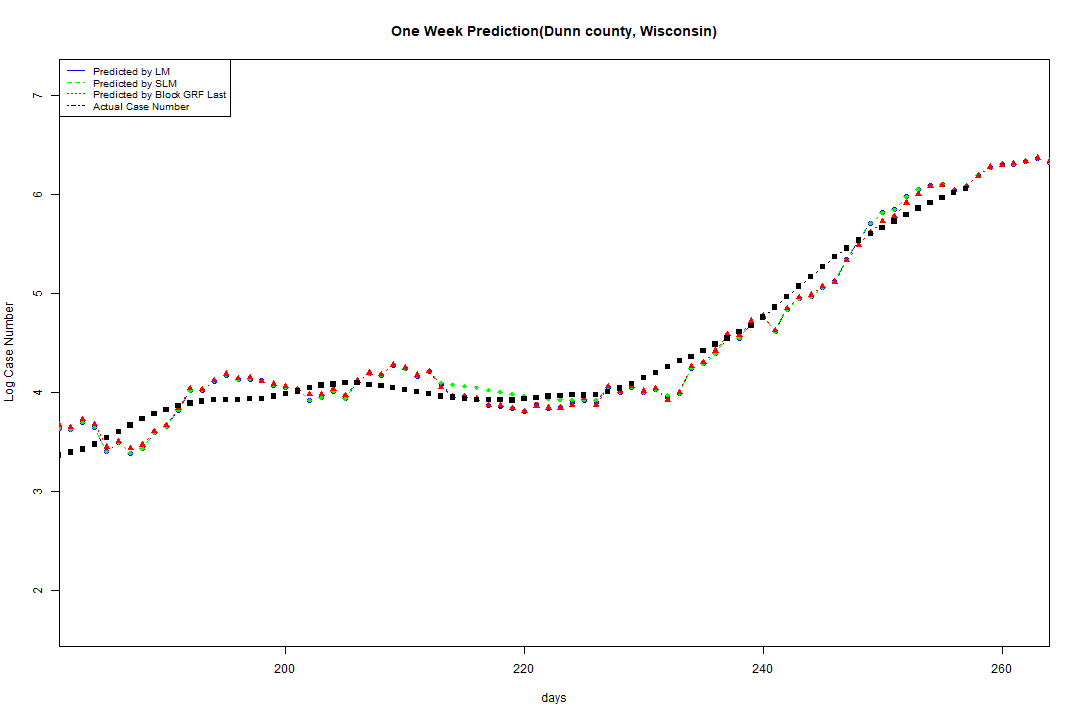 One Week Prediction(Dunn county, Wisconsin)
Predicted by LM
Predicted by SLM
Predicted by Block GRF Last
Actual Case Number
7
6
5
4
3
2
Log Case Number
200 220 240 260
days